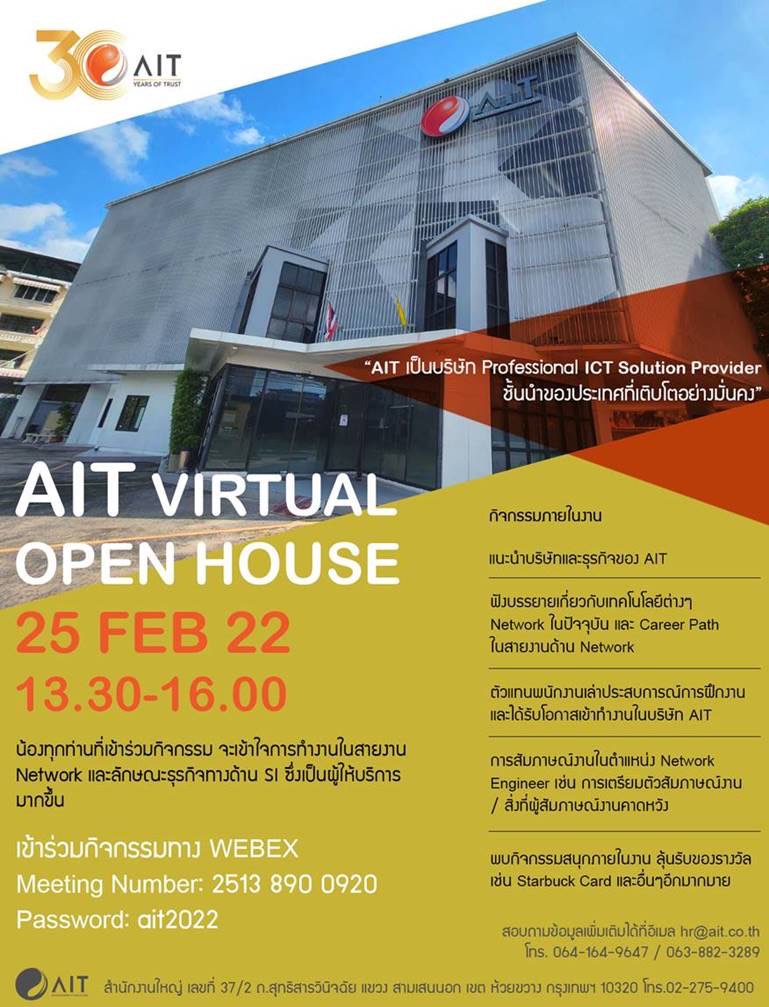 30 AIT
YEARS OF TRUST
AIT
“AIT เป็นบริษัท Professional ICT Solution Provider
ชั้นนำของประเทศที่เติบโตอย่างมั่นคง”
AIT VIRTUAL
OPEN HOUSE
25 FEB 22
13.30-16.00
น้องทุกท่านที่เข้าร่วมกิจกรรม จะเข้าใจการทำงานในสายงาน
Network และลักษณะธุรกิจทางด้าน SI ซึ่งเป็นผู้ให้บริการ
มากขึ้น
เข้าร่วมกิจกรรมทาง WEBEX
Meeting Number: 2513 890 0920
Password: ait2022
กิจกรรมภายในงาน
แนะนำบริษัทและธุรกิจของ AIT
ฟังบรรยายเกี่ยวกับเทคโนโลยีต่างๆ
Network ในปัจจุบัน และ Career Path
ในสายงานด้าน Network
ตัวแทนพนักงานเล่าประสบการณ์การฝึกงาน
และได้รับโอกาสเข้าทำงานในบริษัท AIT
การสัมภาษณ์งานในตำแหน่ง Network
Engineer เช่น การเตรียมตัวสัมภาษณ์งาน
/ สิ่งที่ผู้สัมภาษณ์งานคาดหวัง
พบกิจกรรมสนุกภายในงาน ลุ้นรับของรางวัล
เช่น Starbuck Card และอื่นๆอีกมากมาย
สอบถามข้อมูลเพิ่มเติมได้ที่อีเมล hr@ait.co.th
โทร. 064-164-9647 / 063-882-3289
AIT สำนักงานใหญ่ เลขที่ 37/2 ถ.สุทธิสารวินิจฉัย แขวง สามเสนนอก เขต ห้วยขวาง กรุงเทพฯ 10320 โทร.02-275-9400